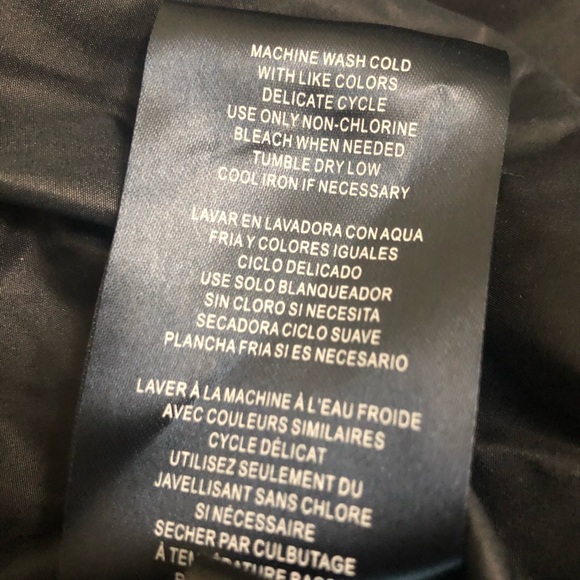 MACHINE WASH COLD
WITH LIKE COLORS
DELICATE CYCLE
USE ONLY NON-CHLORINE
BLEACH WHEN NEEDED
TUMBLE DRY LOW
COOL IRON IF NECESSARY
LAVAR EN LAVADORA CON AQUA
FRIA Y COLORES IGUALES
CICLO DELICADO
USE SOLO BLANQUEADOR
SIN CLORO SI NECESITA
SECADORA CICLO SUAVE
PLANCHA FRIA SI ES NECESARIO
LAVER À LA MACHINE À L'EAU FROIDE
AVEC COULEURS SIMILAIRES
CYCLE DÉLICAT
UTILISEZ SEULEMENT DU
JAVELLISANT SANS CHLORE
SI NÉCESSAIRE
SECHER PAR CULBUTAGE
À